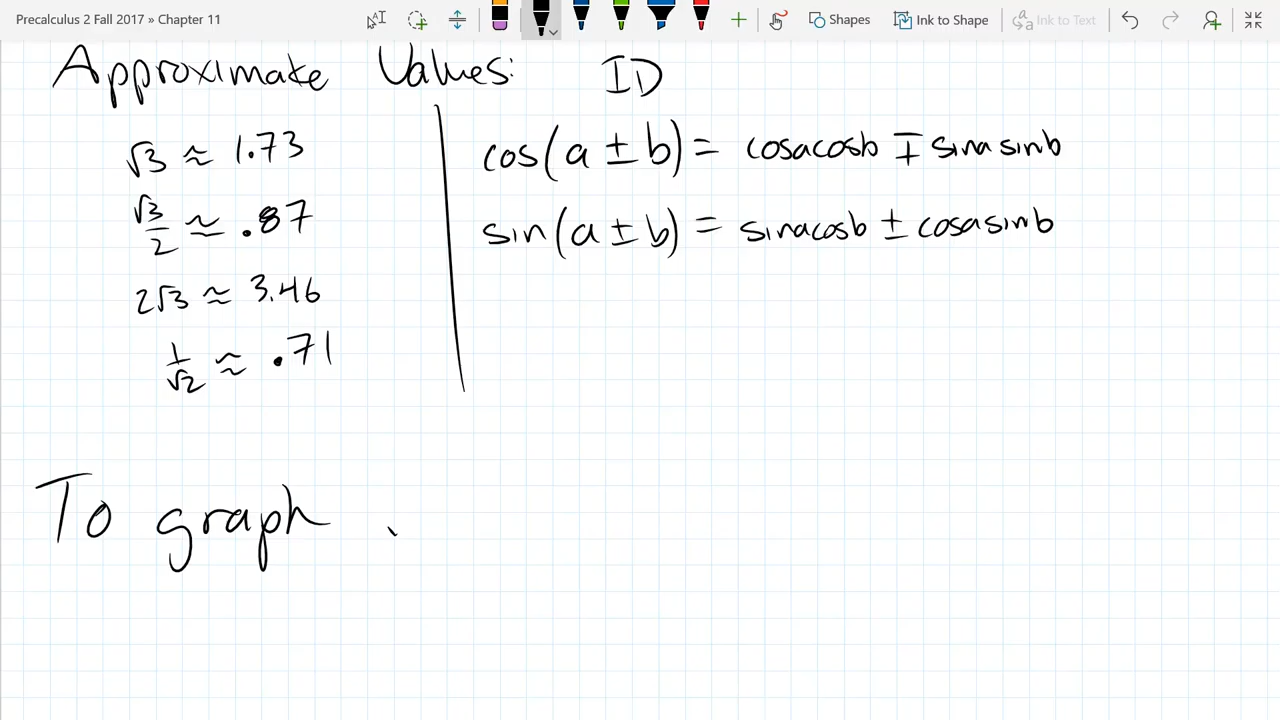 Precalculus 2 Fall 2017 » Chapter 11
Shapes
Ink to Shape
Ink to Text
Approximate Values: ID
√3 ≈ 1.73
√3/2 ≈ .87
2√3 ≈ 3.46
1/√2 ≈ .71
cos(a ± b) = cosacosb ∓ sinasinb
sin(a ± b) = sinacosb ± cosasinb
To graph